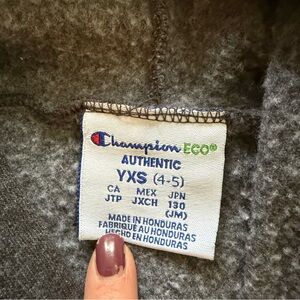 Champion ECO®
AUTHENTIC
YXS (4-5)
CA MEX JPN
JTP JXCH 130
(JM)
MADE IN HONDURAS
FABRIQUÉ AU HONDURAS
HECHO EN HONDURAS